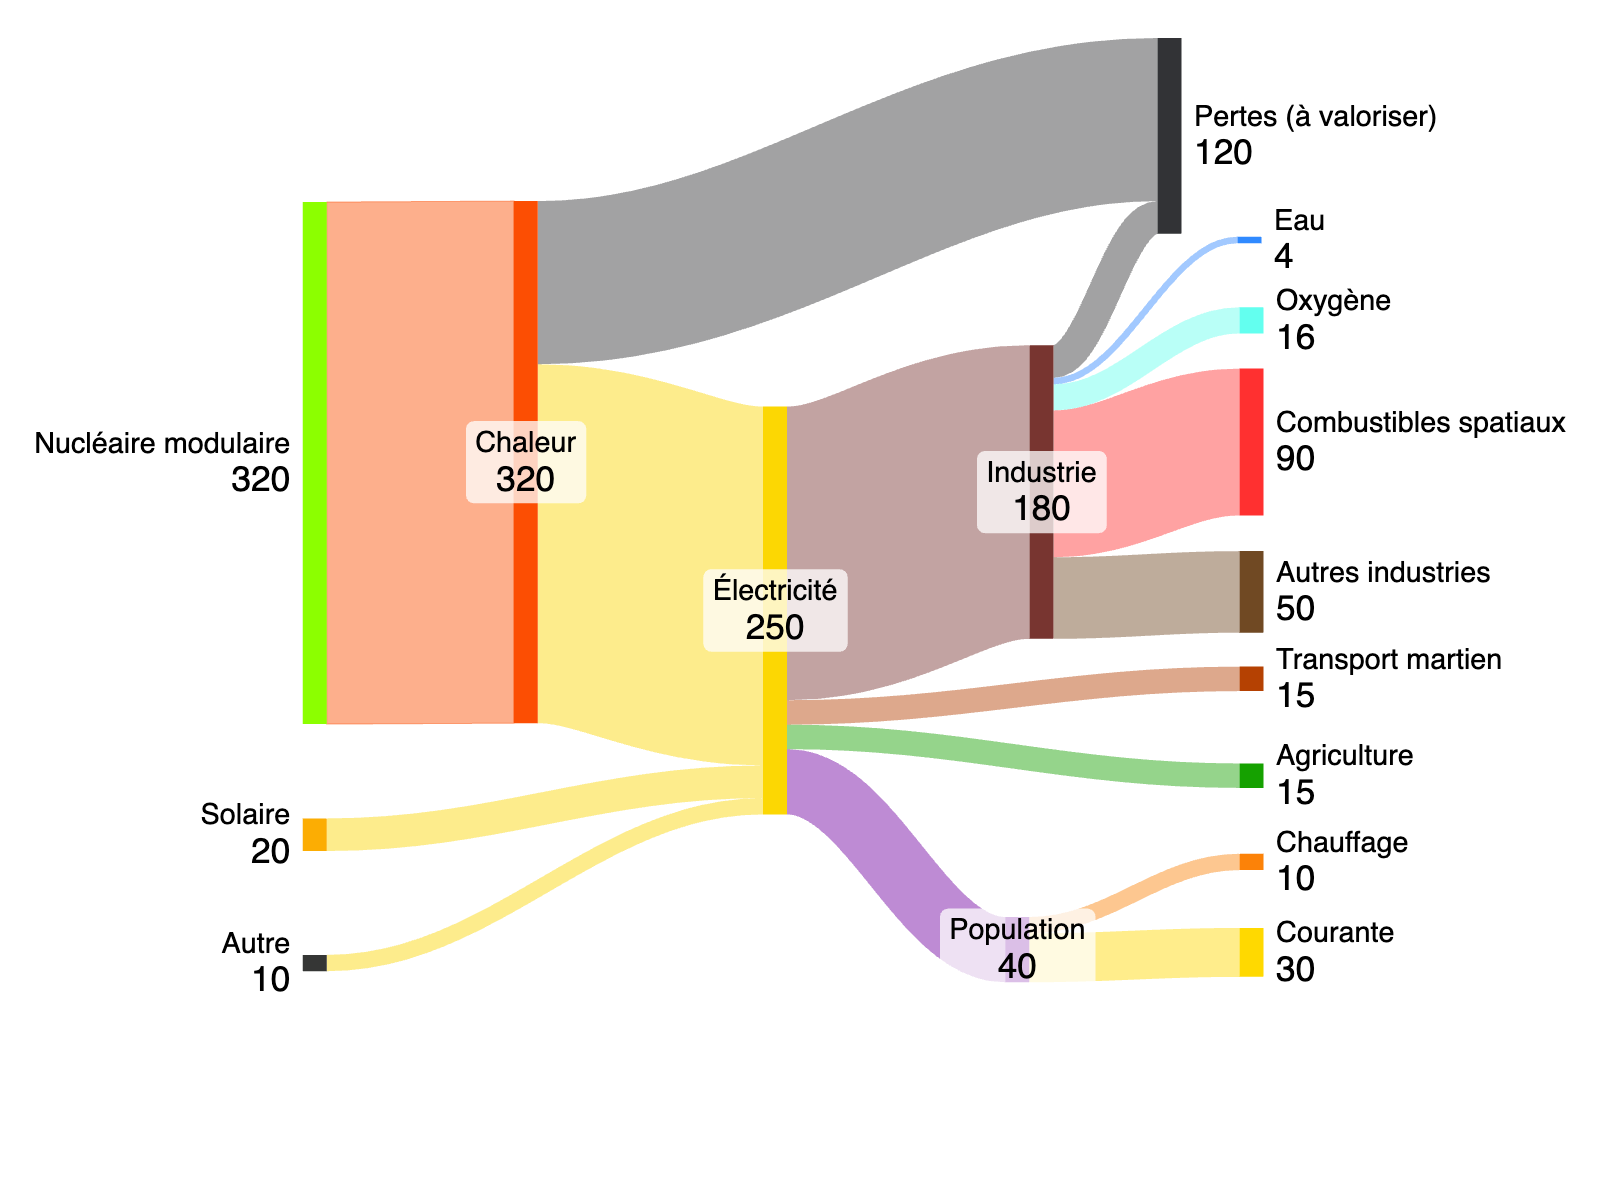 Pertes (à valoriser)
120
Eau
4
Oxygène
16
Combustibles spatiaux
90
Nucléaire modulaire
320
Chaleur
320
Industrie
180
Électricité
250
Autres industries
50
Transport martien
15
Agriculture
15
Solaire
20
Chauffage
10
Autre
10
Population
40
Courante
30